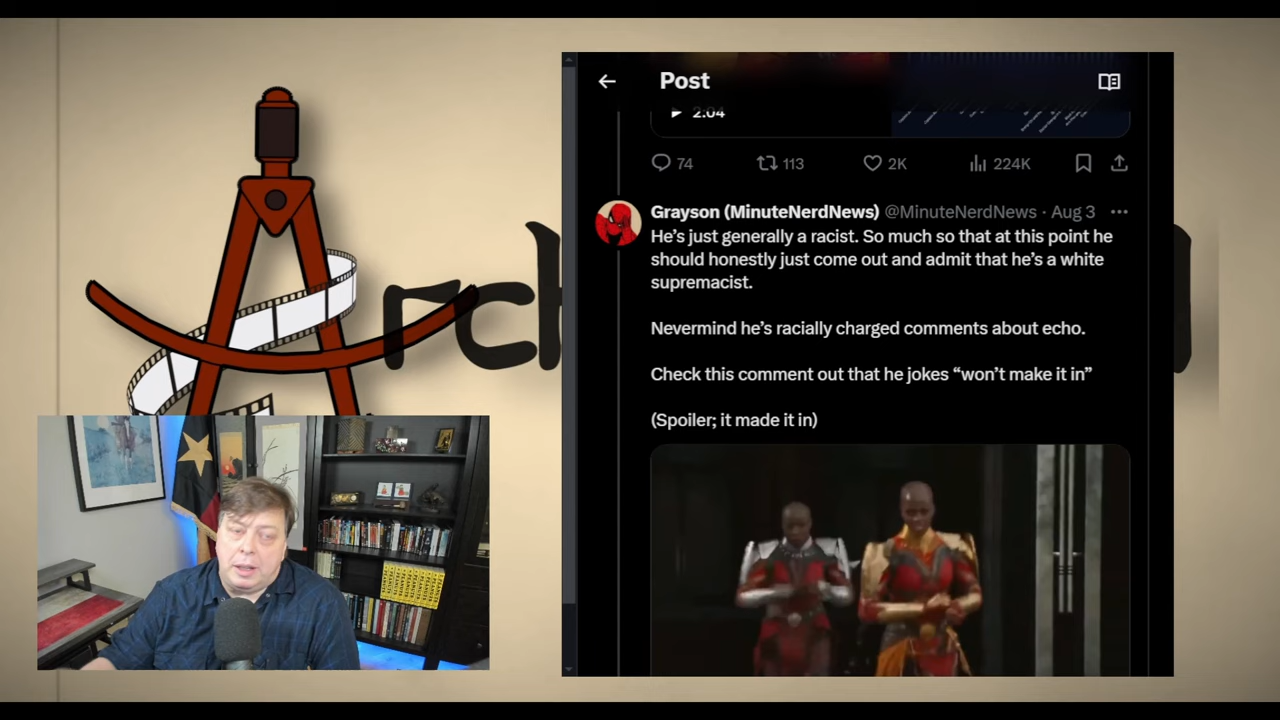 Post
2:04
74 113 2K 224K
Grayson (MinuteNerdNews) @MinuteNerdNews · Aug 3
He's just generally a racist. So much so that at this point he
should honestly just come out and admit that he's a white
supremacist.
Nevermind he's racially charged comments about echo.
Check this comment out that he jokes “won't make it in”
(Spoiler; it made it in)